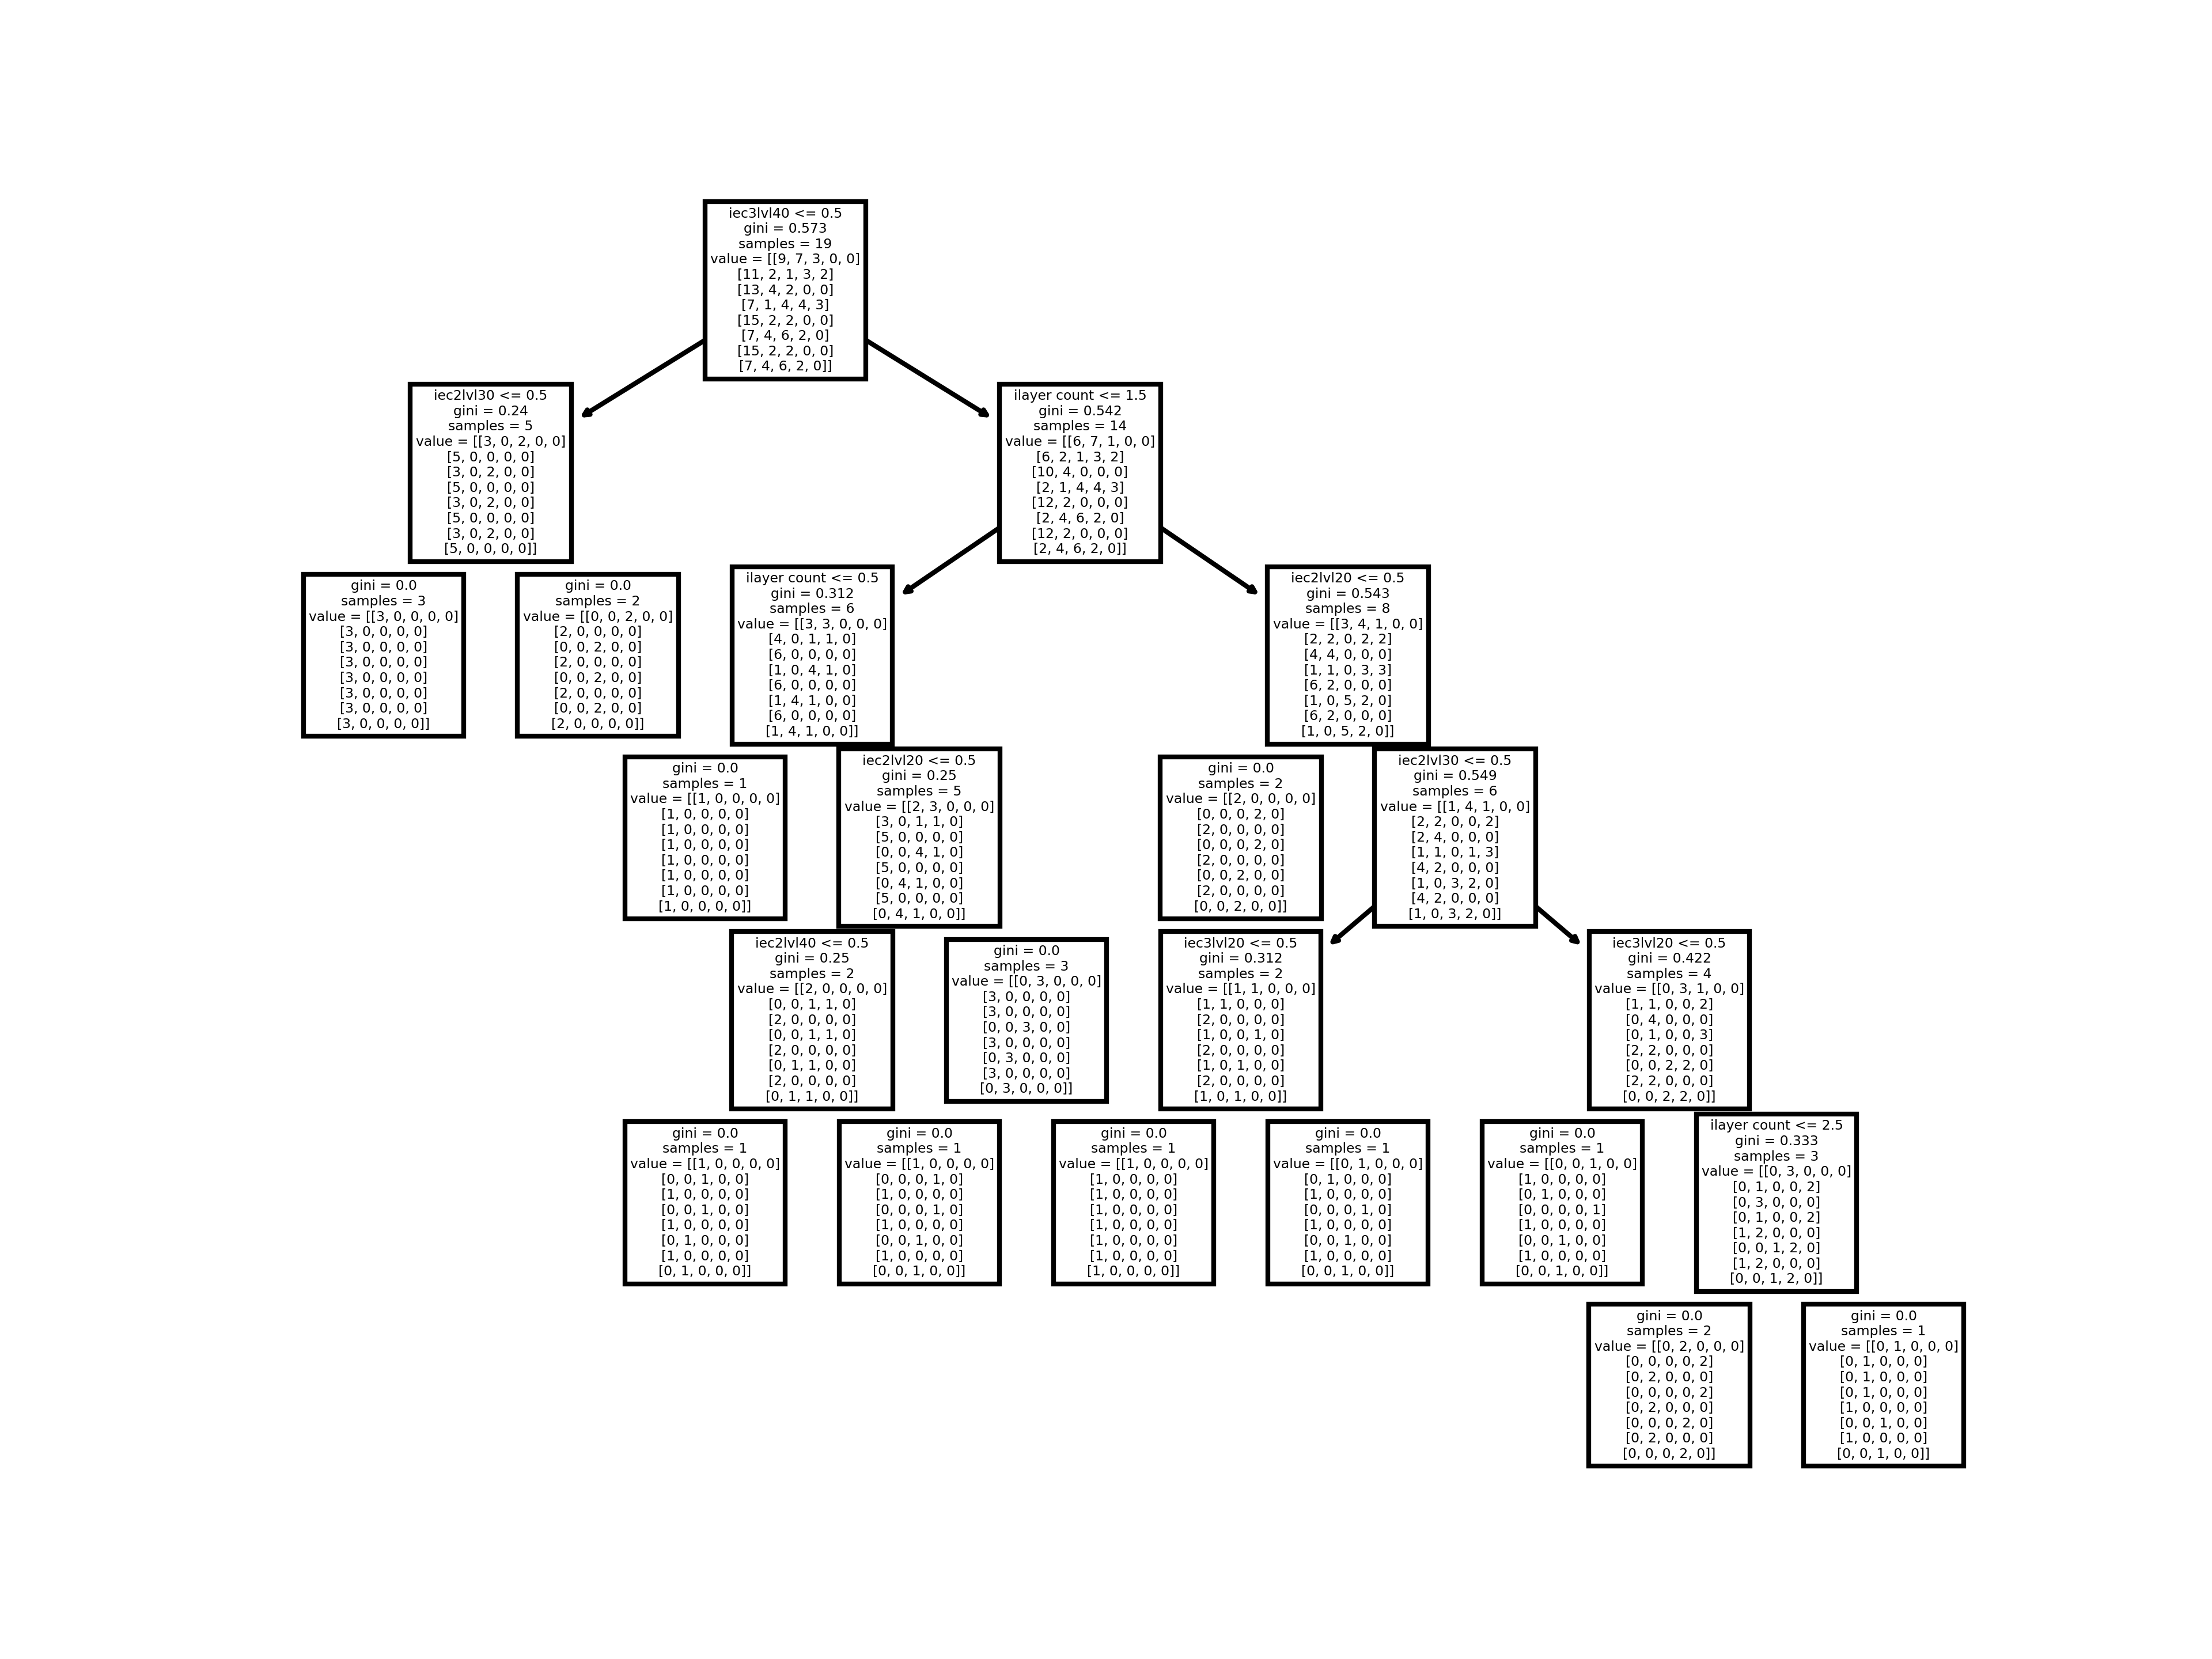 iec3lvl40 <= 0.5
gini = 0.573
samples = 19
value = [[9, 7, 3, 0, 0]
[11, 2, 1, 3, 2]
[13, 4, 2, 0, 0]
[7, 1, 4, 4, 3]
[15, 2, 2, 0, 0]
[7, 4, 6, 2, 0]
[15, 2, 2, 0, 0]
[7, 4, 6, 2, 0]]
iec2lvl30 <= 0.5
gini = 0.24
samples = 5
value = [[3, 0, 2, 0, 0]
[5, 0, 0, 0, 0]
[3, 0, 2, 0, 0]
[5, 0, 0, 0, 0]
[3, 0, 2, 0, 0]
[5, 0, 0, 0, 0]
[3, 0, 2, 0, 0]
[5, 0, 0, 0, 0]]
ilayer count <= 1.5
gini = 0.542
samples = 14
value = [[6, 7, 1, 0, 0]
[6, 2, 1, 3, 2]
[10, 4, 0, 0, 0]
[2, 1, 4, 4, 3]
[12, 2, 0, 0, 0]
[2, 4, 6, 2, 0]
[12, 2, 0, 0, 0]
[2, 4, 6, 2, 0]]
gini = 0.0
samples = 3
value = [[3, 0, 0, 0, 0]
[3, 0, 0, 0, 0]
[3, 0, 0, 0, 0]
[3, 0, 0, 0, 0]
[3, 0, 0, 0, 0]
[3, 0, 0, 0, 0]
[3, 0, 0, 0, 0]
[3, 0, 0, 0, 0]]
gini = 0.0
samples = 2
value = [[0, 0, 2, 0, 0]
[2, 0, 0, 0, 0]
[0, 0, 2, 0, 0]
[2, 0, 0, 0, 0]
[0, 0, 2, 0, 0]
[2, 0, 0, 0, 0]
[0, 0, 2, 0, 0]
[2, 0, 0, 0, 0]]
ilayer count <= 0.5
gini = 0.312
samples = 6
value = [[3, 3, 0, 0, 0]
[4, 0, 1, 1, 0]
[6, 0, 0, 0, 0]
[1, 0, 4, 1, 0]
[6, 0, 0, 0, 0]
[1, 4, 1, 0, 0]
[6, 0, 0, 0, 0]
[1, 4, 1, 0, 0]]
iec2lvl20 <= 0.5
gini = 0.543
samples = 8
value = [[3, 4, 1, 0, 0]
[2, 2, 0, 2, 2]
[4, 4, 0, 0, 0]
[1, 1, 0, 3, 3]
[6, 2, 0, 0, 0]
[1, 0, 5, 2, 0]
[6, 2, 0, 0, 0]
[1, 0, 5, 2, 0]]
gini = 0.0
samples = 1
value = [[1, 0, 0, 0, 0]
[1, 0, 0, 0, 0]
[1, 0, 0, 0, 0]
[1, 0, 0, 0, 0]
[1, 0, 0, 0, 0]
[1, 0, 0, 0, 0]
[1, 0, 0, 0, 0]
[1, 0, 0, 0, 0]]
iec2lvl20 <= 0.5
gini = 0.25
samples = 5
value = [[2, 3, 0, 0, 0]
[3, 0, 1, 1, 0]
[5, 0, 0, 0, 0]
[0, 0, 4, 1, 0]
[5, 0, 0, 0, 0]
[0, 4, 1, 0, 0]
[5, 0, 0, 0, 0]
[0, 4, 1, 0, 0]]
gini = 0.0
samples = 2
value = [[2, 0, 0, 0, 0]
[0, 0, 0, 2, 0]
[2, 0, 0, 0, 0]
[0, 0, 0, 2, 0]
[2, 0, 0, 0, 0]
[0, 0, 2, 0, 0]
[2, 0, 0, 0, 0]
[0, 0, 2, 0, 0]]
iec2lvl30 <= 0.5
gini = 0.549
samples = 6
value = [[1, 4, 1, 0, 0]
[2, 2, 0, 0, 2]
[2, 4, 0, 0, 0]
[1, 1, 0, 1, 3]
[4, 2, 0, 0, 0]
[1, 0, 3, 2, 0]
[4, 2, 0, 0, 0]
[1, 0, 3, 2, 0]]
iec2lvl40 <= 0.5
gini = 0.25
samples = 2
value = [[2, 0, 0, 0, 0]
[0, 0, 1, 1, 0]
[2, 0, 0, 0, 0]
[0, 0, 1, 1, 0]
[2, 0, 0, 0, 0]
[0, 1, 1, 0, 0]
[2, 0, 0, 0, 0]
[0, 1, 1, 0, 0]]
gini = 0.0
samples = 3
value = [[0, 3, 0, 0, 0]
[3, 0, 0, 0, 0]
[3, 0, 0, 0, 0]
[0, 0, 3, 0, 0]
[3, 0, 0, 0, 0]
[0, 3, 0, 0, 0]
[3, 0, 0, 0, 0]
[0, 3, 0, 0, 0]]
iec3lvl20 <= 0.5
gini = 0.312
samples = 2
value = [[1, 1, 0, 0, 0]
[1, 1, 0, 0, 0]
[2, 0, 0, 0, 0]
[1, 0, 0, 1, 0]
[2, 0, 0, 0, 0]
[1, 0, 1, 0, 0]
[2, 0, 0, 0, 0]
[1, 0, 1, 0, 0]]
iec3lvl20 <= 0.5
gini = 0.422
samples = 4
value = [[0, 3, 1, 0, 0]
[1, 1, 0, 0, 2]
[0, 4, 0, 0, 0]
[0, 1, 0, 0, 3]
[2, 2, 0, 0, 0]
[0, 0, 2, 2, 0]
[2, 2, 0, 0, 0]
[0, 0, 2, 2, 0]]
gini = 0.0
samples = 1
value = [[1, 0, 0, 0, 0]
[0, 0, 1, 0, 0]
[1, 0, 0, 0, 0]
[0, 0, 1, 0, 0]
[1, 0, 0, 0, 0]
[0, 1, 0, 0, 0]
[1, 0, 0, 0, 0]
[0, 1, 0, 0, 0]]
gini = 0.0
samples = 1
value = [[1, 0, 0, 0, 0]
[0, 0, 0, 1, 0]
[1, 0, 0, 0, 0]
[0, 0, 0, 1, 0]
[1, 0, 0, 0, 0]
[0, 0, 1, 0, 0]
[1, 0, 0, 0, 0]
[0, 0, 1, 0, 0]]
gini = 0.0
samples = 1
value = [[1, 0, 0, 0, 0]
[1, 0, 0, 0, 0]
[1, 0, 0, 0, 0]
[1, 0, 0, 0, 0]
[1, 0, 0, 0, 0]
[1, 0, 0, 0, 0]
[1, 0, 0, 0, 0]
[1, 0, 0, 0, 0]]
gini = 0.0
samples = 1
value = [[0, 1, 0, 0, 0]
[0, 1, 0, 0, 0]
[1, 0, 0, 0, 0]
[0, 0, 0, 1, 0]
[1, 0, 0, 0, 0]
[0, 0, 1, 0, 0]
[1, 0, 0, 0, 0]
[0, 0, 1, 0, 0]]
gini = 0.0
samples = 1
value = [[0, 0, 1, 0, 0]
[1, 0, 0, 0, 0]
[0, 1, 0, 0, 0]
[0, 0, 0, 0, 1]
[1, 0, 0, 0, 0]
[0, 0, 1, 0, 0]
[1, 0, 0, 0, 0]
[0, 0, 1, 0, 0]]
ilayer count <= 2.5
gini = 0.333
samples = 3
value = [[0, 3, 0, 0, 0]
[0, 1, 0, 0, 2]
[0, 3, 0, 0, 0]
[0, 1, 0, 0, 2]
[1, 2, 0, 0, 0]
[0, 0, 1, 2, 0]
[1, 2, 0, 0, 0]
[0, 0, 1, 2, 0]]
gini = 0.0
samples = 2
value = [[0, 2, 0, 0, 0]
[0, 0, 0, 0, 2]
[0, 2, 0, 0, 0]
[0, 0, 0, 0, 2]
[0, 2, 0, 0, 0]
[0, 0, 0, 2, 0]
[0, 2, 0, 0, 0]
[0, 0, 0, 2, 0]]
gini = 0.0
samples = 1
value = [[0, 1, 0, 0, 0]
[0, 1, 0, 0, 0]
[0, 1, 0, 0, 0]
[0, 1, 0, 0, 0]
[1, 0, 0, 0, 0]
[0, 0, 1, 0, 0]
[1, 0, 0, 0, 0]
[0, 0, 1, 0, 0]]